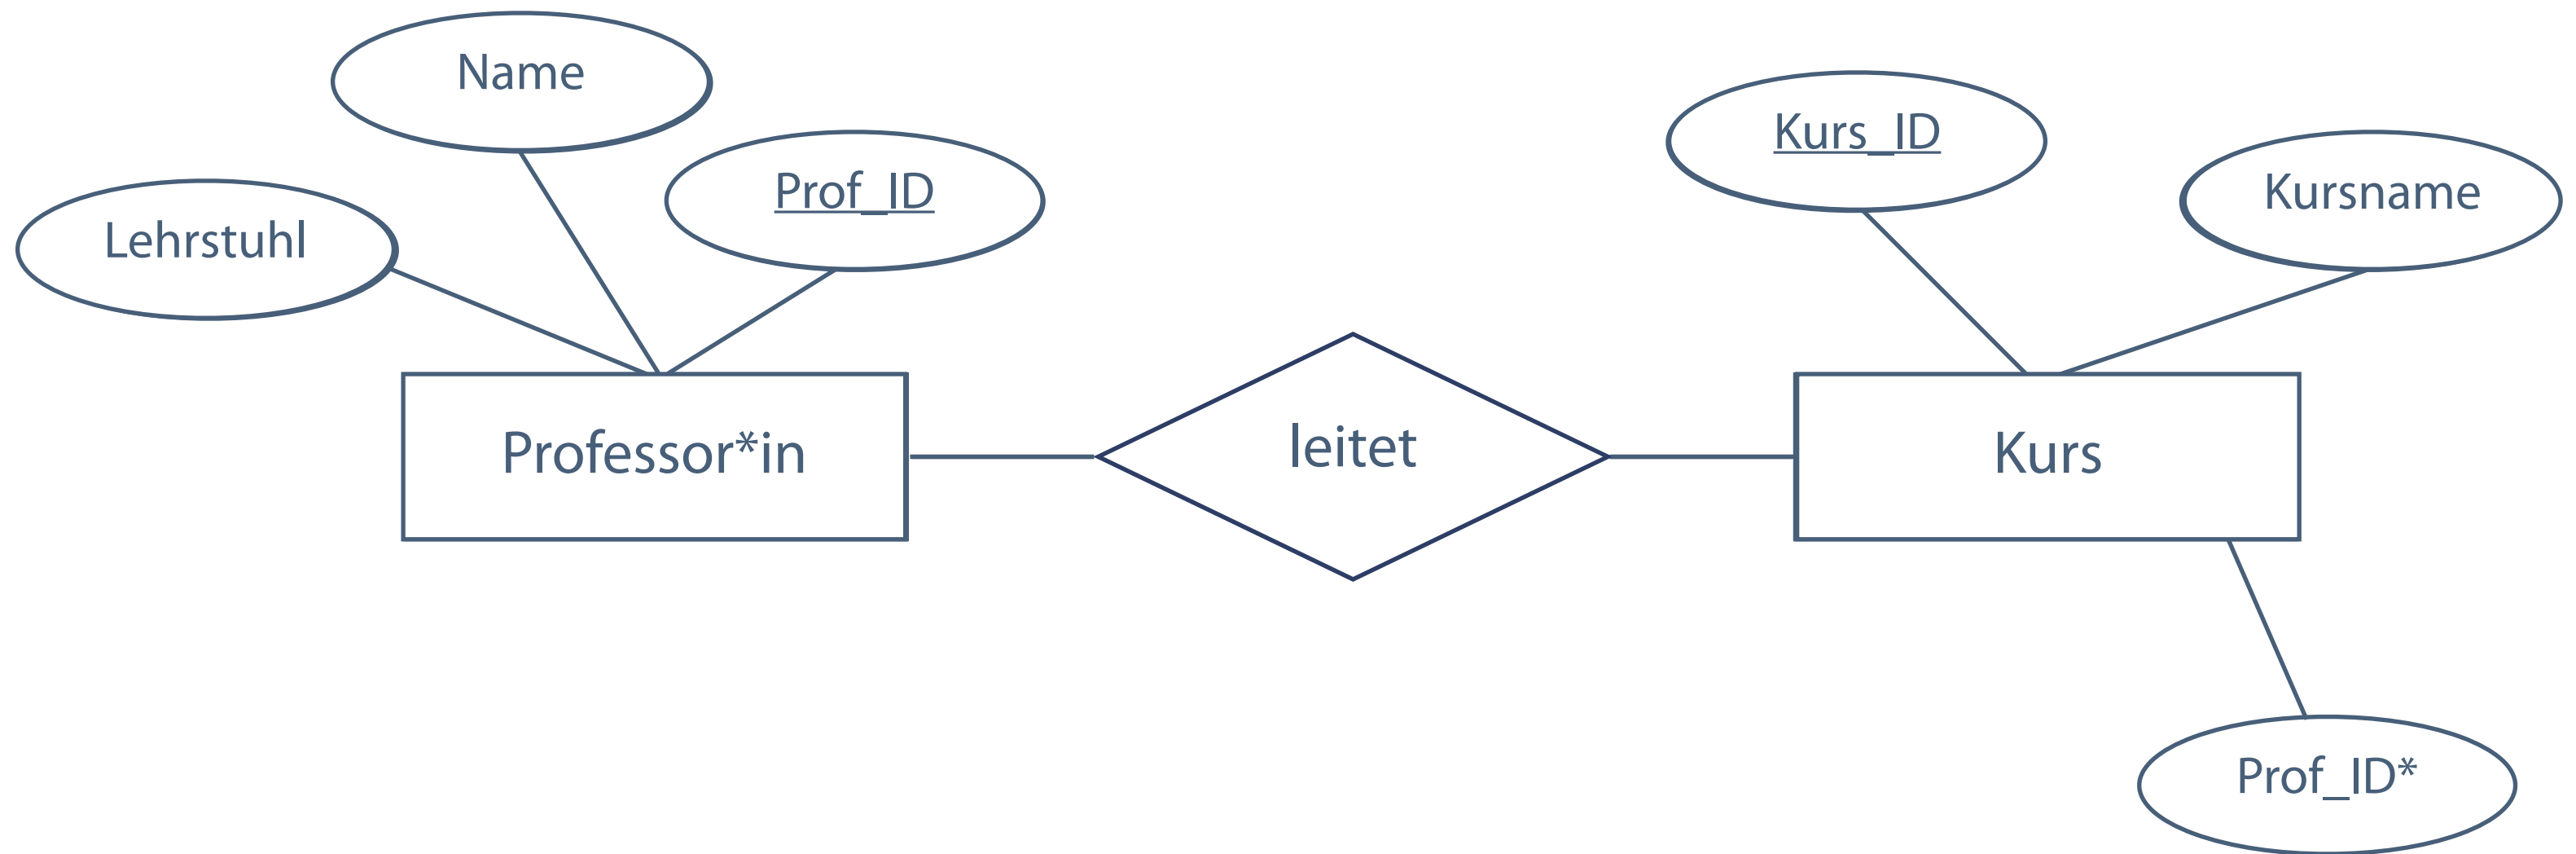 Name
Kurs_ID
Prof_ID
Kursname
Lehrstuhl
Professor*in
leitet
Kurs
Prof_ID*